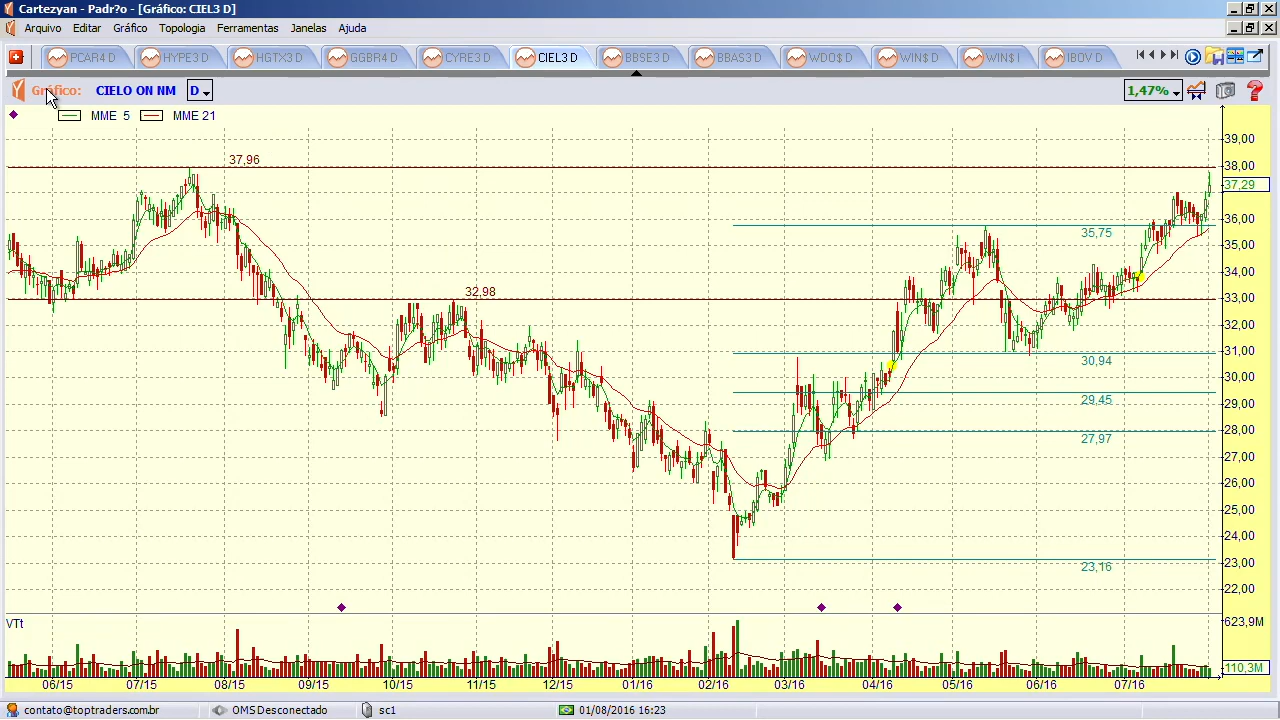 Cartezyan - Padr?o - [Gráfico: CIEL3 D]
Arquivo Editar Gráfico Topologia Ferramentas Janelas Ajuda
PCAR4 D HYPE3 D HGTX3 D GGBR4 D CYRE3 D CIEL3 D BBSE3 D BBAS3 D WDO$ D WIN$ D WIN$ I IBOV D
Gráfico: CIELO ON NM D 1,47%
MME 5 MME 21
39,00
37,96
38,00
37,29
36,00
35,75
35,00
34,00
32,98
33,00
32,00
31,00
30,94
30,00
29,45
29,00
28,00
27,97
27,00
26,00
25,00
24,00
23,16
23,00
22,00
VTt
623,9M
110,3M
06/15 07/15 08/15 09/15 10/15 11/15 12/15 01/16 02/16 03/16 04/16 05/16 06/16 07/16
contato@toptraders.com.br OMS Desconectado sc1 01/08/2016 16:23